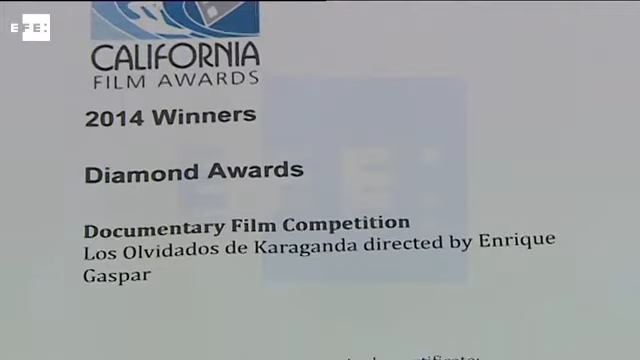 EFE:
CALIFORNIA
FILM AWARDS
2014 Winners
Diamond Awards
Documentary Film Competition
Los Olvidados de Karaganda directed by Enrique
Gaspar